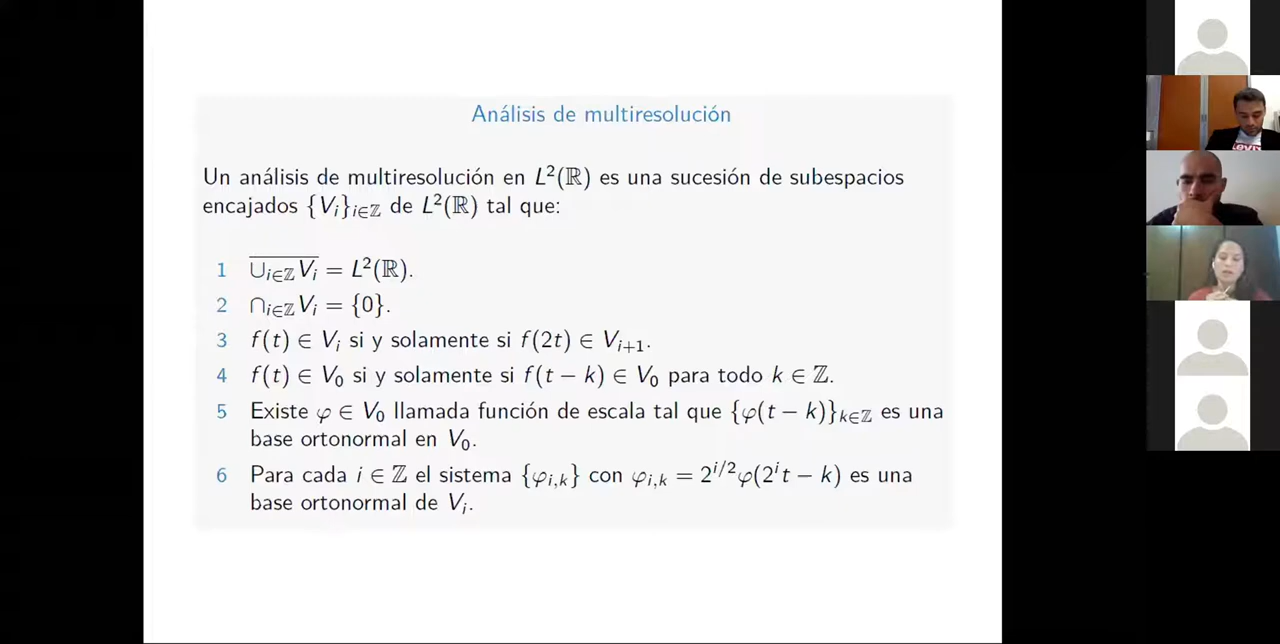 Análisis de multiresolución
Un análisis de multiresolución en L²(ℝ) es una sucesión de subespacios
encajados {V_i}_{i∈ℤ} de L²(ℝ) tal que:
1 \overline{∪_{i∈ℤ} V_i} = L²(ℝ).
2 ∩_{i∈ℤ} V_i = {0}.
3 f(t) ∈ V_i si y solamente si f(2t) ∈ V_{i+1}.
4 f(t) ∈ V_0 si y solamente si f(t − k) ∈ V_0 para todo k ∈ ℤ.
5 Existe φ ∈ V_0 llamada función de escala tal que {φ(t − k)}_{k∈ℤ} es una
base ortonormal en V_0.
6 Para cada i ∈ ℤ el sistema {φ_{i,k}} con φ_{i,k} = 2^{i/2}φ(2^i t − k) es una
base ortonormal de V_i.
Levi's